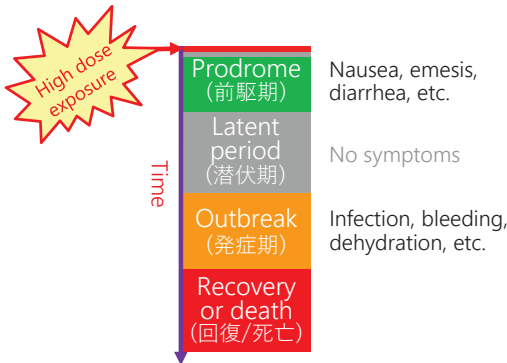 High dose
exposure
Time
Prodrome
(前駆期)
Nausea, emesis,
diarrhea, etc.
Latent
period
(潜伏期)
No symptoms
Outbreak
(発症期)
Infection, bleeding,
dehydration, etc.
Recovery
or death
(回復/死亡)